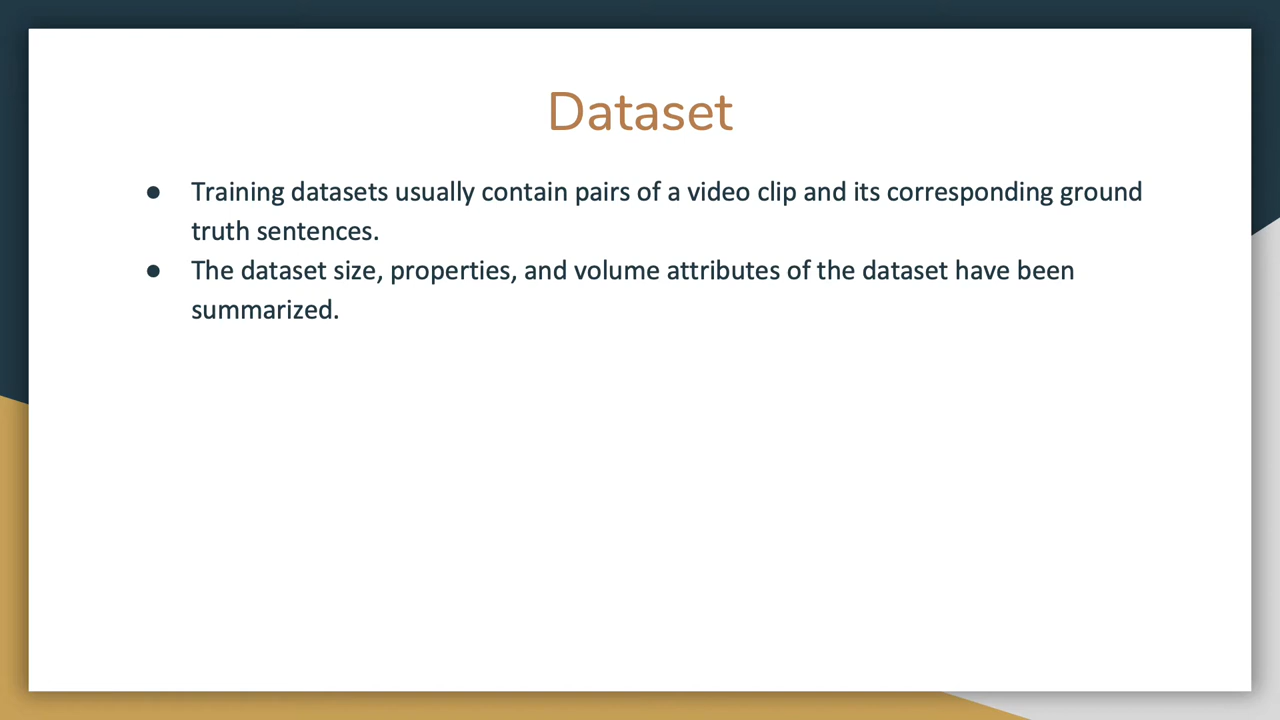 Dataset
● Training datasets usually contain pairs of a video clip and its corresponding ground
truth sentences.
● The dataset size, properties, and volume attributes of the dataset have been
summarized.